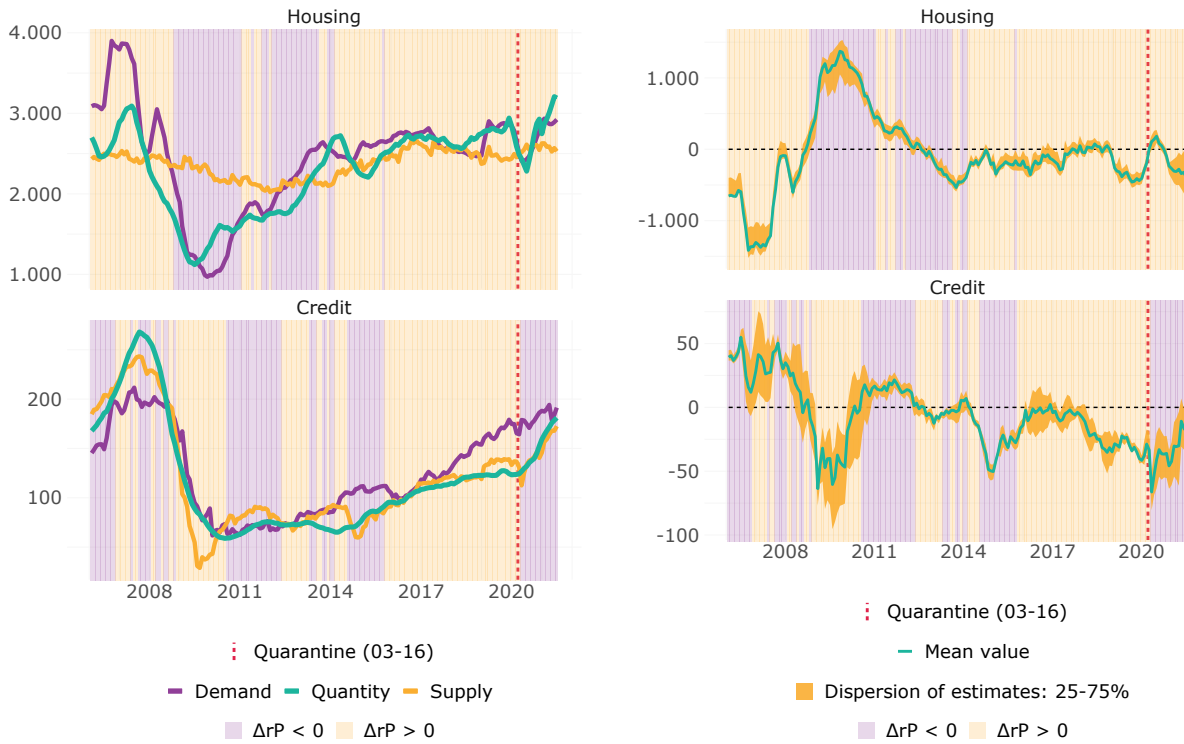 Housing
4.000
3.000
2.000
1.000
Credit
200
100
2008 2011 2014 2017 2020
Quarantine (03-16)
Demand Quantity Supply
ΔrP < 0 ΔrP > 0
Housing
1.000
0
-1.000
Credit
50
0
-50
-100
2008 2011 2014 2017 2020
Quarantine (03-16)
Mean value
Dispersion of estimates: 25-75%
ΔrP < 0 ΔrP > 0